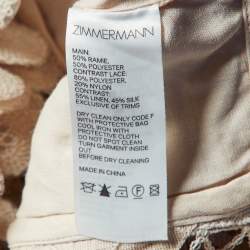 ZIMMERMANN
MAIN:
50% RAMIE,
50% POLYESTER
CONTRAST LACE:
80% POLYESTER,
20% NYLON
CONTRAST:
55% LINEN, 45% SILK
EXCLUSIVE OF TRIMS
DRY CLEAN ONLY CODE F
WITH PROTECTIVE BAG
COOL IRON WITH
PROTECTIVE CLOTH
DO NOT SOAK
TURN GARMENT INSIDE
OUT
BEFORE DRY CLEANING
MADE IN CHINA
F